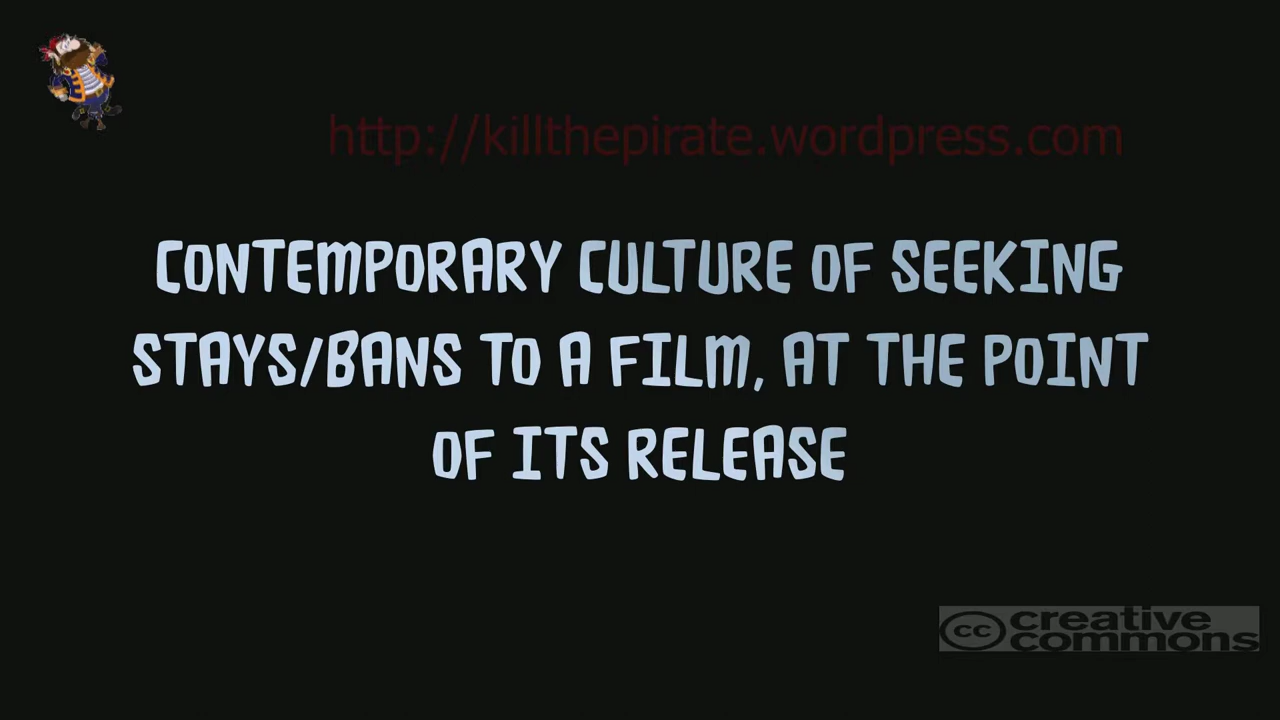 http://killthepirate.wordpress.com
CONTEMPORARY CULTURE OF SEEKING
STAYS/BANS TO A FILM, AT THE POINT
OF ITS RELEASE
cc creative
commons